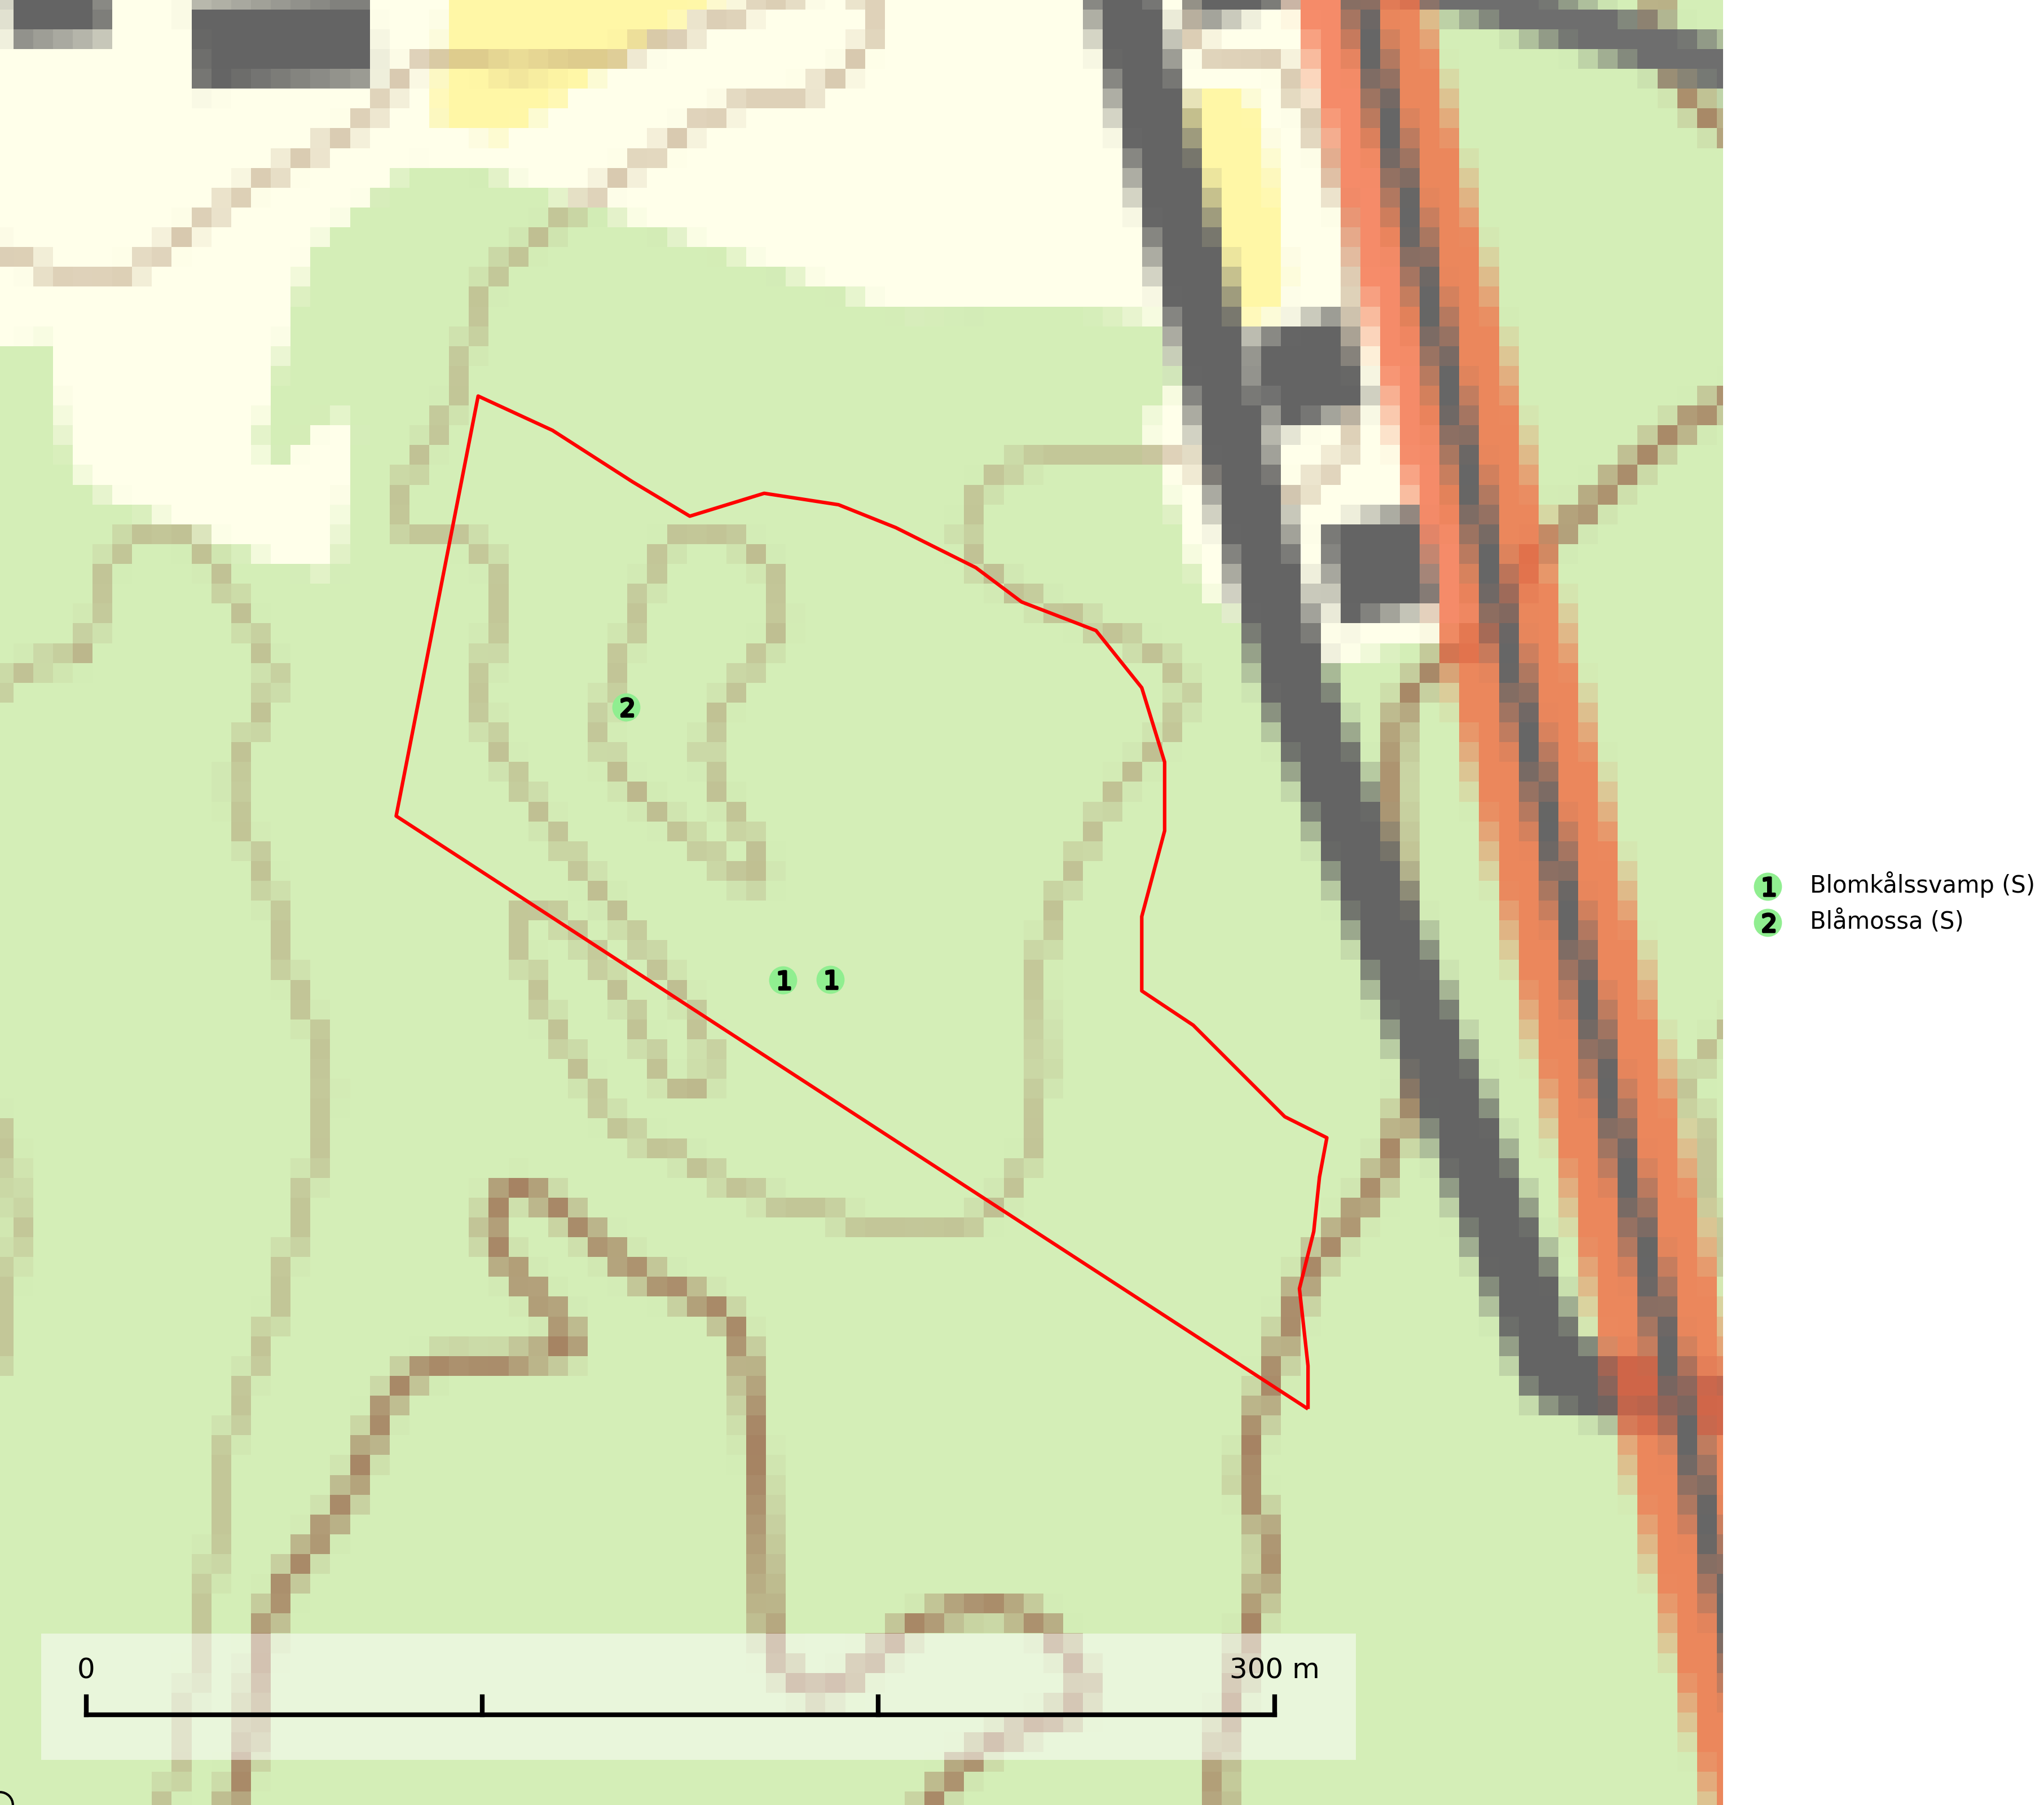 2
1 1
1 Blomkålssvamp (S)
2 Blåmossa (S)
0 300 m